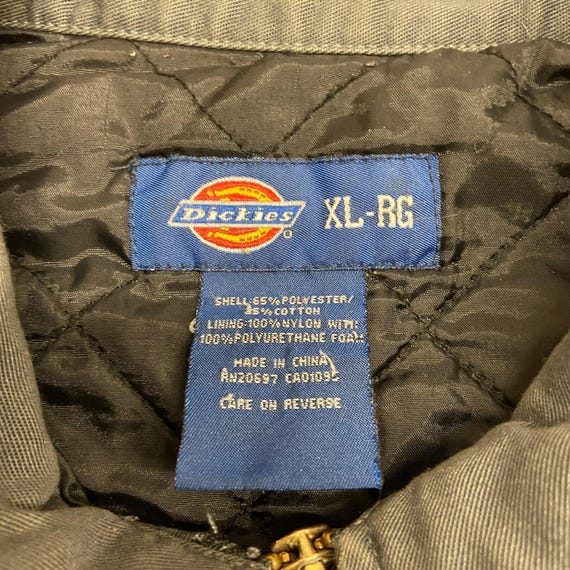 Dickies
XL-RG
SHELL:65%POLYESTER/
35%COTTON
LINING:100%NYLON WITH:
100%POLYURETHANE FOAM
MADE IN CHINA
RN20697 CA01095
CARE ON REVERSE